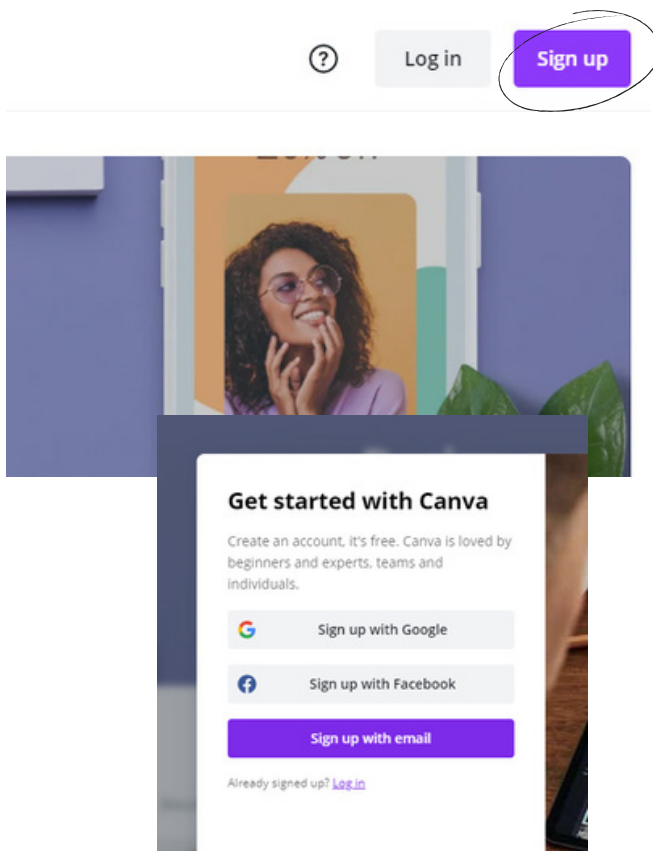 ?
Log in
Sign up
Get started with Canva
Create an account, it's free. Canva is loved by
beginners and experts, teams and
individuals.
Sign up with Google
Sign up with Facebook
Sign up with email
Already signed up? Log in